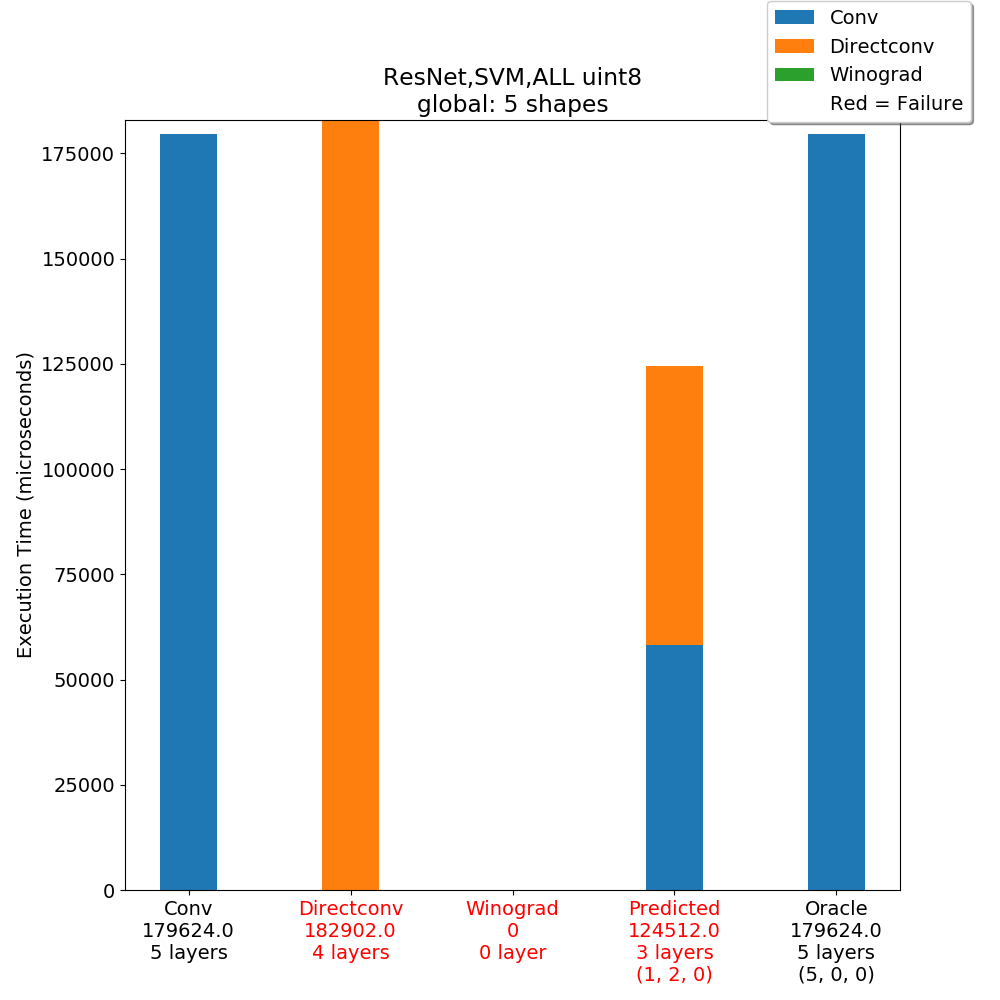 Conv
Directconv
Winograd
Red = Failure
ResNet,SVM,ALL uint8
global: 5 shapes
Execution Time (microseconds)
175000
150000
125000
100000
75000
50000
25000
0
Conv
179624.0
5 layers
Directconv
182902.0
4 layers
Winograd
0
0 layer
Predicted
124512.0
3 layers
(1, 2, 0)
Oracle
179624.0
5 layers
(5, 0, 0)